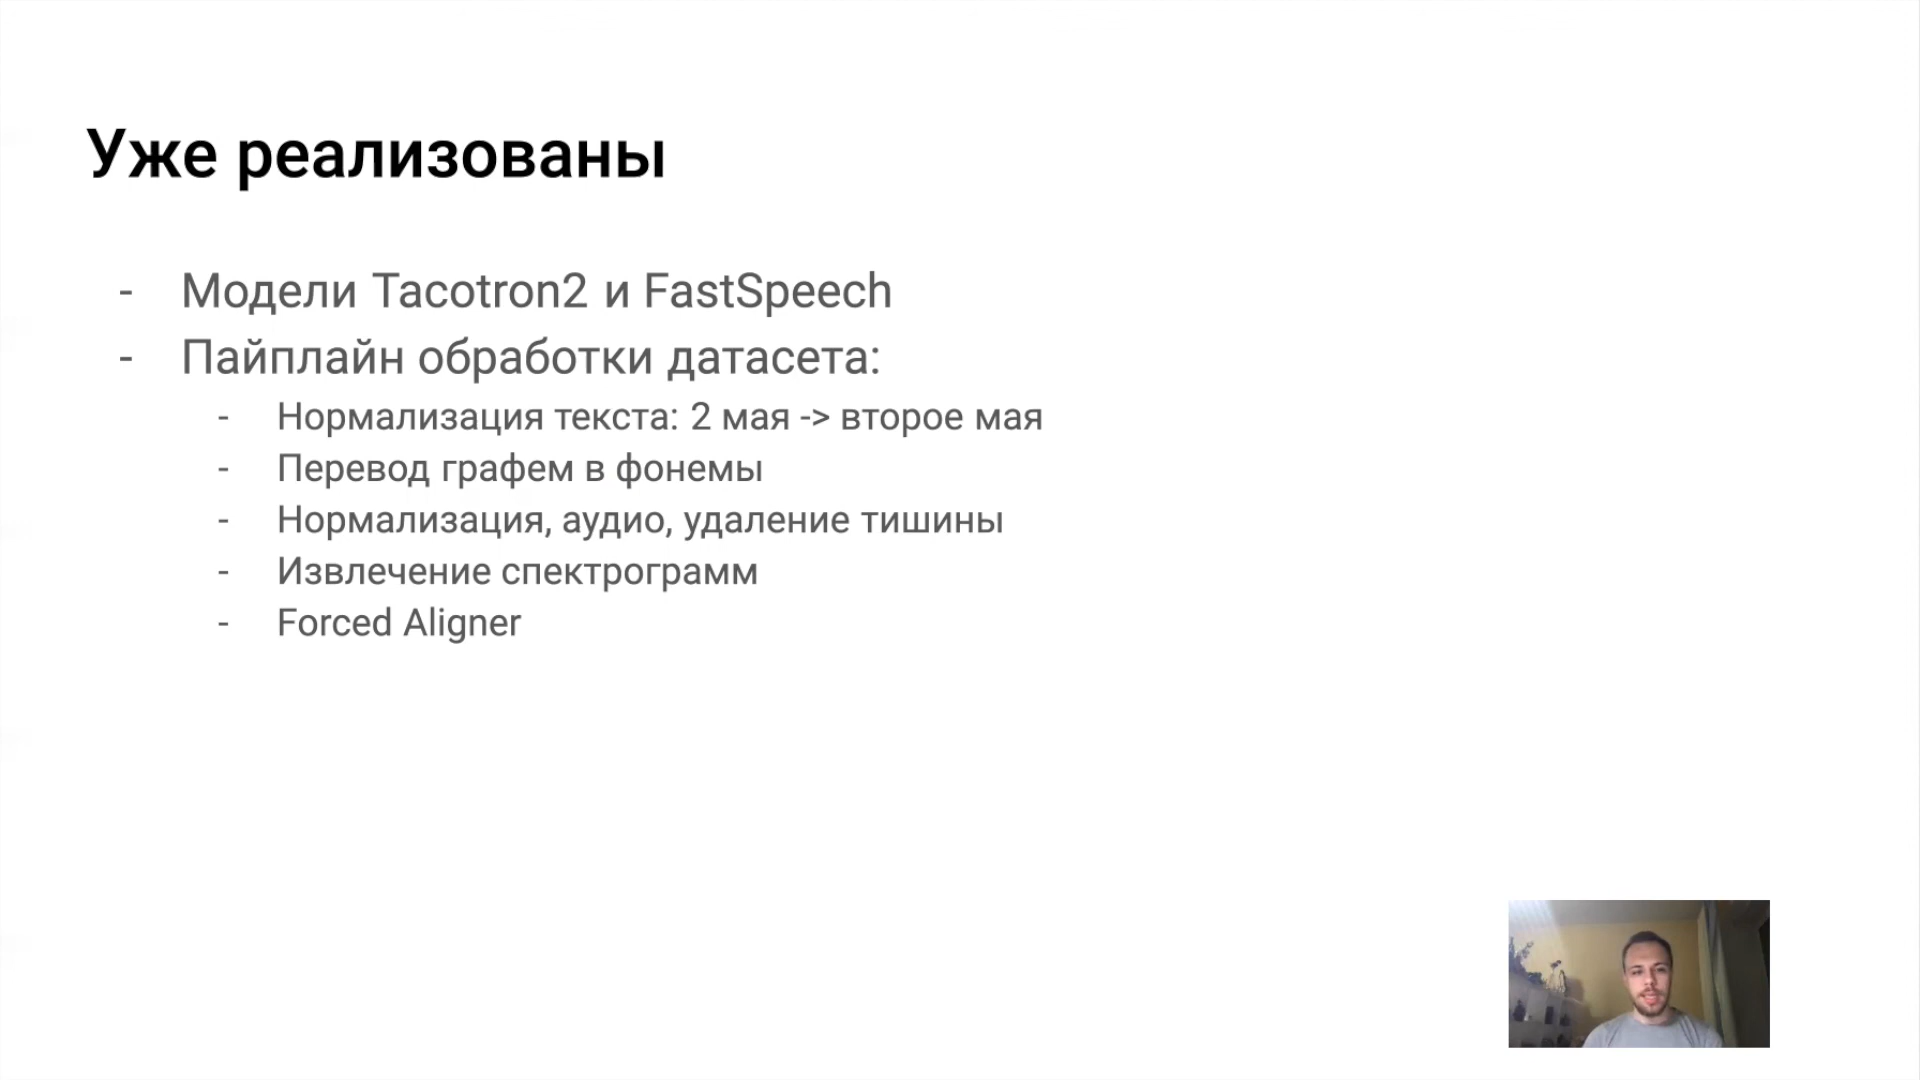 Уже реализованы
- Модели Tacotron2 и FastSpeech
- Пайплайн обработки датасета:
- Нормализация текста: 2 мая -> второе мая
- Перевод графем в фонемы
- Нормализация, аудио, удаление тишины
- Извлечение спектрограмм
- Forced Aligner